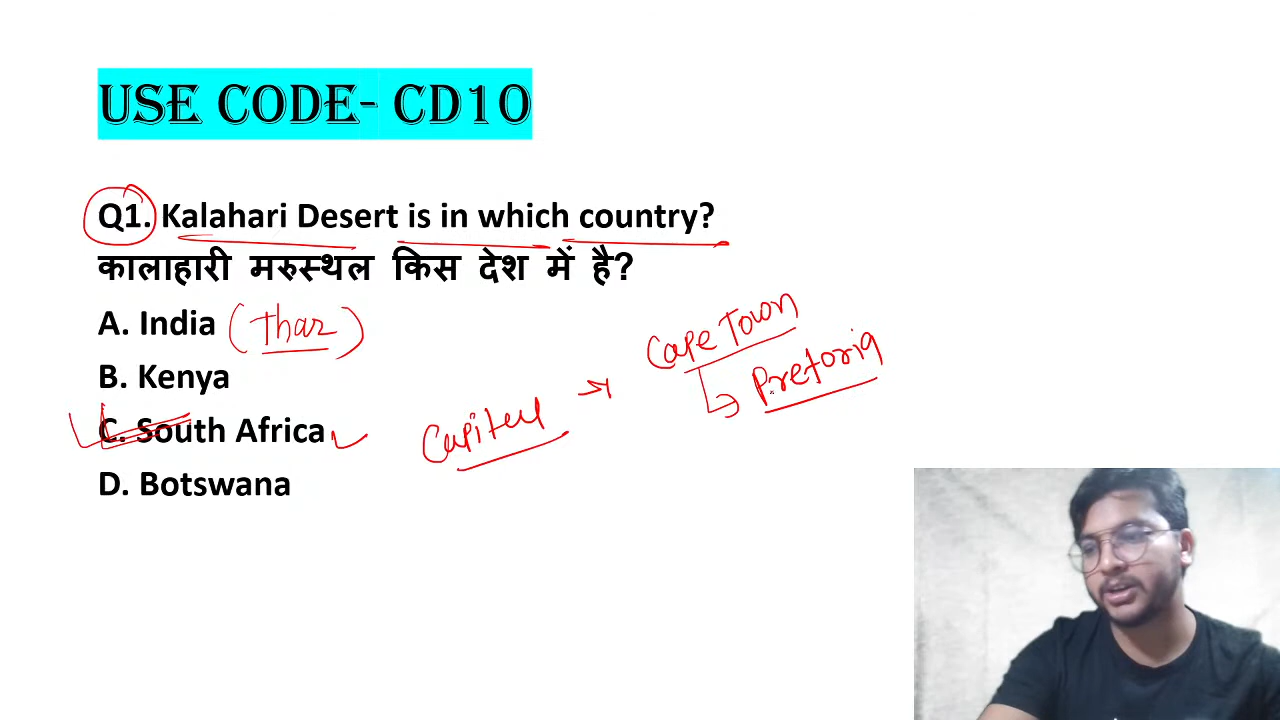 USE CODE- CD10
Q1. Kalahari Desert is in which country?
कालाहारी मरुस्थल किस देश में है?
A. India (Thar)
B. Kenya
C. South Africa
D. Botswana
Capital → Cape Town
↳ Pretoria